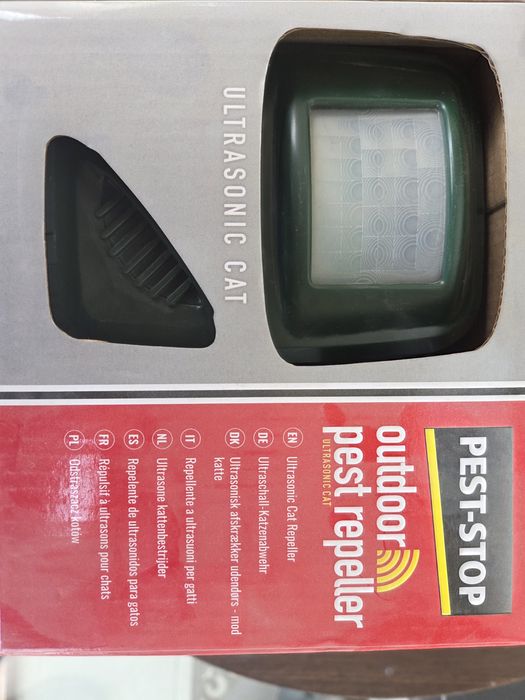 ULTRASONIC CAT
PEST-STOP
outdoor
pest repeller
ULTRASONIC CAT
EN Ultrasonic Cat Repeller
DE Ultraschall-Katzenabwehr
DK Ultrasonisk afskrækker udendørs - mod
katte
IT Repellente a ultrasuoni per gatti
NL Ultrasone kattenbestrijder
ES Repelente de ultrasonidos para gatos
FR Répulsif à ultrasons pour chats
PL Odstraszacz kotów